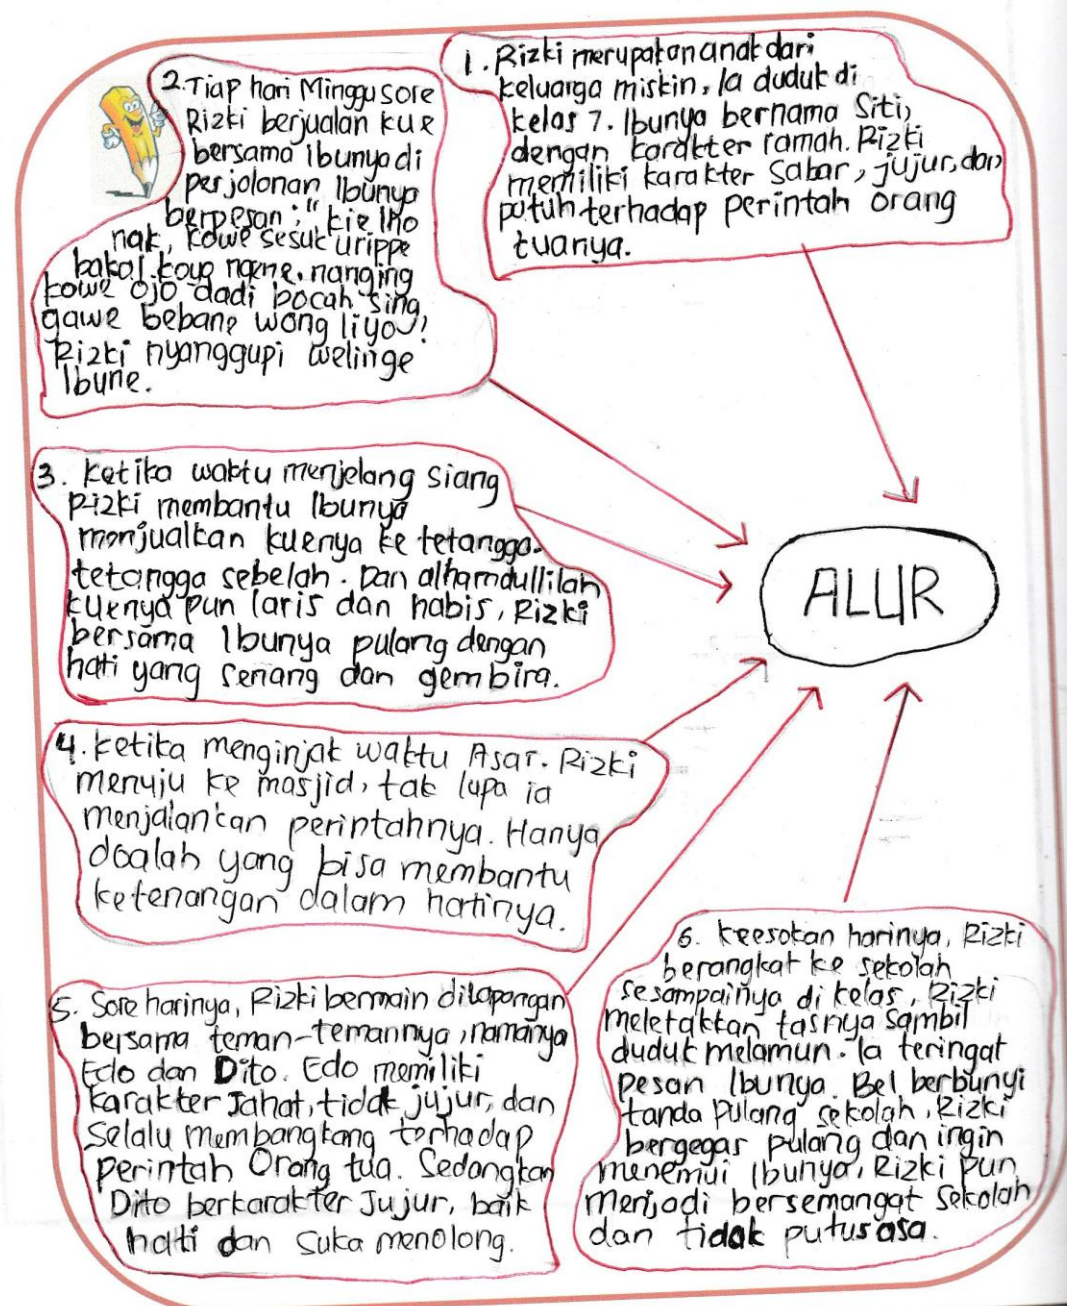 1. Rizki merupakan anak dari
keluarga miskin, Ia duduk di
kelas 7. Ibunya bernama Siti,
dengan karakter ramah. Rizki
memiliki karakter Sabar, jujur, dan
patuh terhadap perintah orang
tuanya.
2. Tiap hari Minggu sore
Rizki berjualan kue
bersama ibunya di
perjalanan Ibunya
berpesan ; "kie lho
nak, kowe sesuk urippe
bakal koyo ngene, nanging
kowe ojo dadi bocah sing
gawe bebane wong liyo"!
Rizki nyanggupi welinge
Ibune.
3. ketika waktu menjelang siang
Rizki membantu Ibunya
menjualkan kuenya ke tetangga-
tetangga sebelah. Dan alhamdullilah
kuenya pun laris dan habis, Rizki
bersama Ibunya pulang dengan
hati yang senang dan gembira.
ALUR
4. ketika menginjak waktu Asar. Rizki
menuju ke masjid, tak lupa ia
menjalankan perintahnya. Hanya
doalah yang bisa membantu
ketenangan dalam hatinya.
5. Sore harinya, Rizki bermain dilapangan
bersama teman-temannya, namanya
Edo dan Dito. Edo memiliki
karakter Jahat, tidak jujur, dan
Selalu membangkang terhadap
perintah Orang tua. Sedangkan
Dito berkarakter Jujur, baik
hati dan suka menolong.
6. keesokan harinya, Rizki
berangkat ke sekolah
sesampainya di kelas, Rizki
meletakkan tasnya sambil
duduk melamun. Ia teringat
pesan Ibunya. Bel berbunyi
tanda pulang sekolah, Rizki
bergegas pulang dan ingin
menemui Ibunya, Rizki pun
menjadi bersemangat sekolah
dan tidak putus asa.